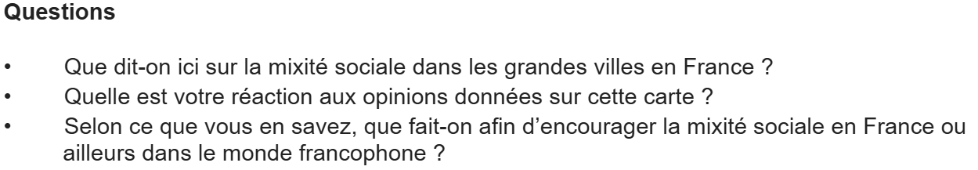 Questions
• Que dit-on ici sur la mixité sociale dans les grandes villes en France ?
• Quelle est votre réaction aux opinions données sur cette carte ?
• Selon ce que vous en savez, que fait-on afin d'encourager la mixité sociale en France ou
ailleurs dans le monde francophone ?